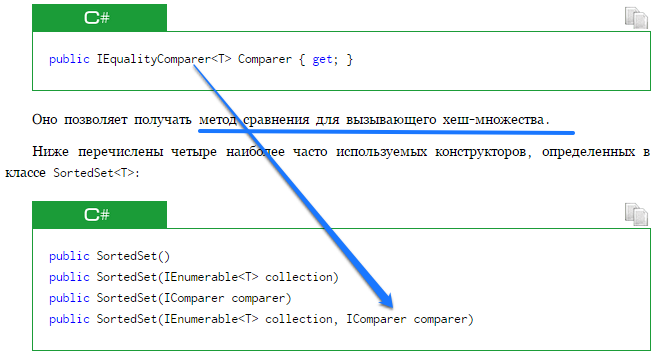 C#
public IEqualityComparer<T> Comparer { get; }
Оно позволяет получать метод сравнения для вызывающего хеш-множества.
Ниже перечислены четыре наиболее часто используемых конструкторов, определенных в
классе SortedSet<T>:
C#
public SortedSet()
public SortedSet(IEnumerable<T> collection)
public SortedSet(IComparer comparer)
public SortedSet(IEnumerable<T> collection, IComparer comparer)